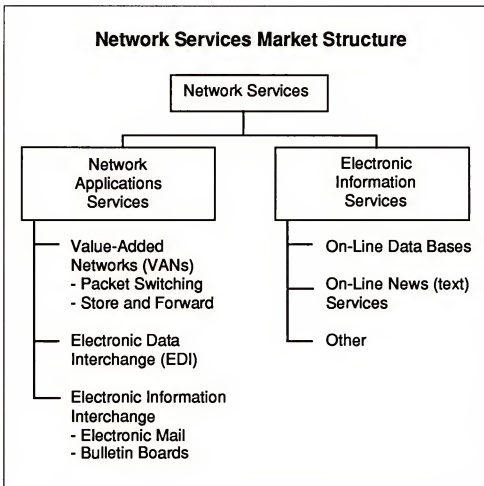 Network Services Market Structure
Network Services
Network
Applications
Services
Value-Added
Networks (VANs)
- Packet Switching
- Store and Forward
Electronic Data
Interchange (EDI)
Electronic Information
Interchange
- Electronic Mail
- Bulletin Boards
Electronic
Information
Services
On-Line Data Bases
On-Line News (text)
Services
Other